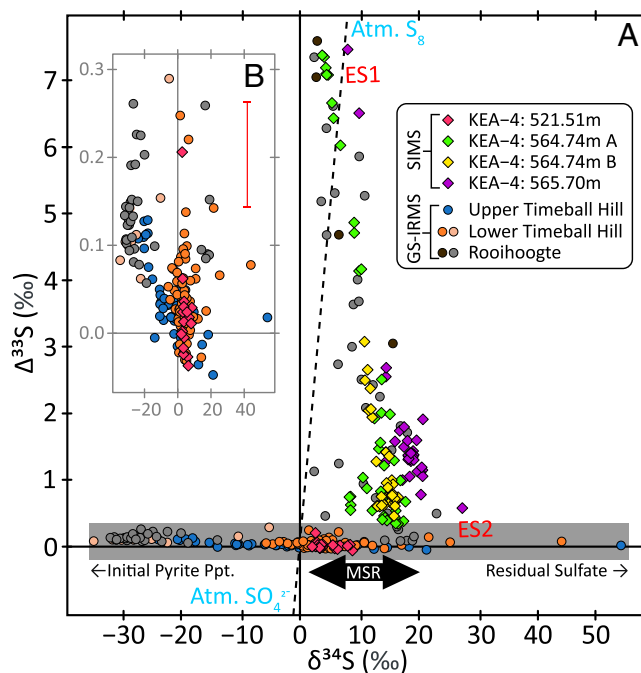 A
B
Atm. S8
ES1
SIMS
KEA−4: 521.51m
KEA−4: 564.74m A
KEA−4: 564.74m B
KEA−4: 565.70m
GS-IRMS
Upper Timeball Hill
Lower Timeball Hill
Rooihoogte
0.3
0.2
0.1
0.0
−20
0
20
40
7
6
5
4
3
2
1
0
Δ³³S (‰)
ES2
←Initial Pyrite Ppt.
MSR
Residual Sulfate →
Atm. SO₄²⁻
−30
−20
−10
0
10
20
30
40
50
δ³⁴S (‰)